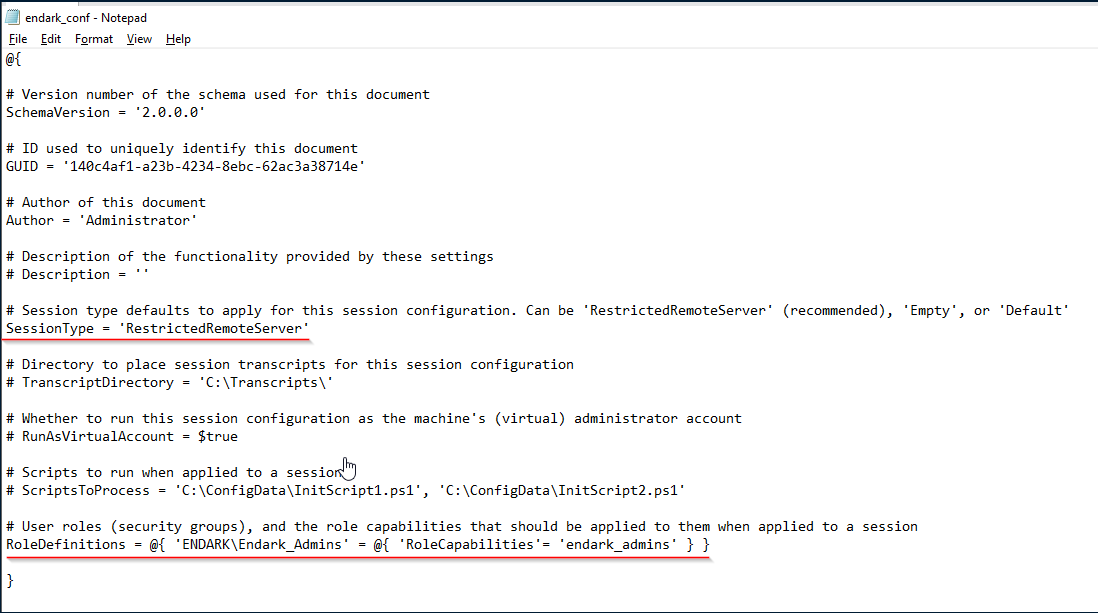 endark_conf - Notepad
File Edit Format View Help
@{
# Version number of the schema used for this document
SchemaVersion = '2.0.0.0'
# ID used to uniquely identify this document
GUID = '140c4af1-a23b-4234-8ebc-62ac3a38714e'
# Author of this document
Author = 'Administrator'
# Description of the functionality provided by these settings
# Description = ''
# Session type defaults to apply for this session configuration. Can be 'RestrictedRemoteServer' (recommended), 'Empty', or 'Default'
SessionType = 'RestrictedRemoteServer'
# Directory to place session transcripts for this session configuration
# TranscriptDirectory = 'C:\Transcripts\'
# Whether to run this session configuration as the machine's (virtual) administrator account
# RunAsVirtualAccount = $true
# Scripts to run when applied to a session
# ScriptsToProcess = 'C:\ConfigData\InitScript1.ps1', 'C:\ConfigData\InitScript2.ps1'
# User roles (security groups), and the role capabilities that should be applied to them when applied to a session
RoleDefinitions = @{ 'ENDARK\Endark_Admins' = @{ 'RoleCapabilities'= 'endark_admins' } }
}